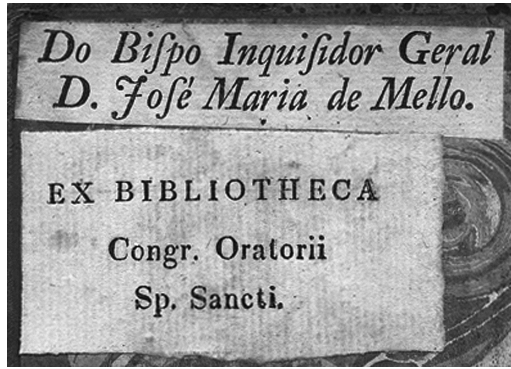 Do Biſpo Inquiſidor Geral
D. Joſé Maria de Mello.
EX BIBLIOTHECA
Congr. Oratorii
Sp. Sancti.